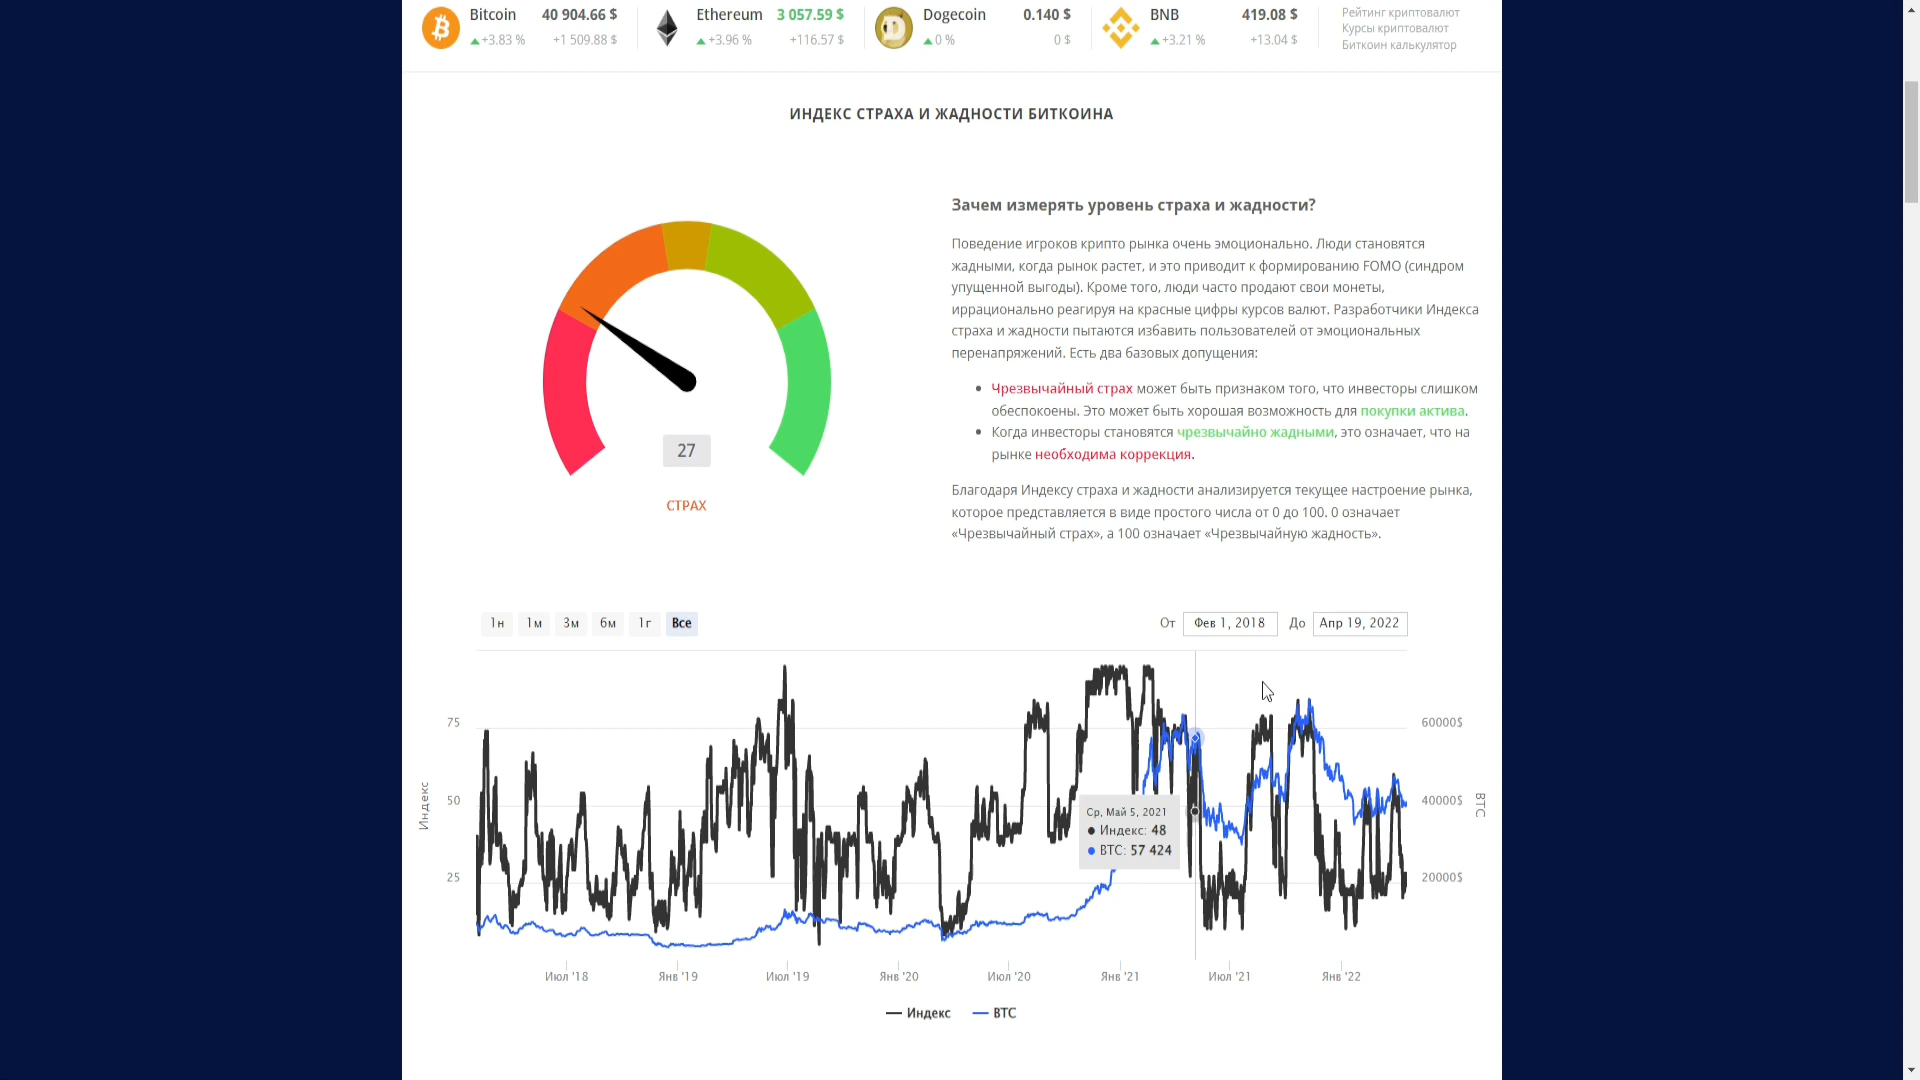 Bitcoin 40 904.66 $ Ethereum 3 057.59 $ Dogecoin 0.140 $ BNB 419.08 $
+3.83 % +1 509.88 $ +3.96 % +116.57 $ 0 % 0 $ +3.21 % +13.04 $
Рейтинг криптовалют
Курсы криптовалют
Биткоин калькулятор
ИНДЕКС СТРАХА И ЖАДНОСТИ БИТКОИНА
27
СТРАХ
Зачем измерять уровень страха и жадности?
Поведение игроков крипто рынка очень эмоционально. Люди становятся
жадными, когда рынок растет, и это приводит к формированию FOMO (синдром
упущенной выгоды). Кроме того, люди часто продают свои монеты,
иррационально реагируя на красные цифры курсов валют. Разработчики Индекса
страха и жадности пытаются избавить пользователей от эмоциональных
перенапряжений. Есть два базовых допущения:
Чрезвычайный страх может быть признаком того, что инвесторы слишком
обеспокоены. Это может быть хорошая возможность для покупки актива.
Когда инвесторы становятся чрезвычайно жадными, это означает, что на
рынке необходима коррекция.
Благодаря Индексу страха и жадности анализируется текущее настроение рынка,
которое представляется в виде простого числа от 0 до 100. 0 означает
«Чрезвычайный страх», а 100 означает «Чрезвычайную жадность».
1н 1м 3м 6м 1г Все От Фев 1, 2018 До Апр 19, 2022
75 60000$
50 40000$
25 20000$
Индекс
BTC
Ср, Май 5, 2021
Индекс: 48
BTC: 57 424
Июл '18 Янв '19 Июл '19 Янв '20 Июл '20 Янв '21 Июл '21 Янв '22
Индекс BTC